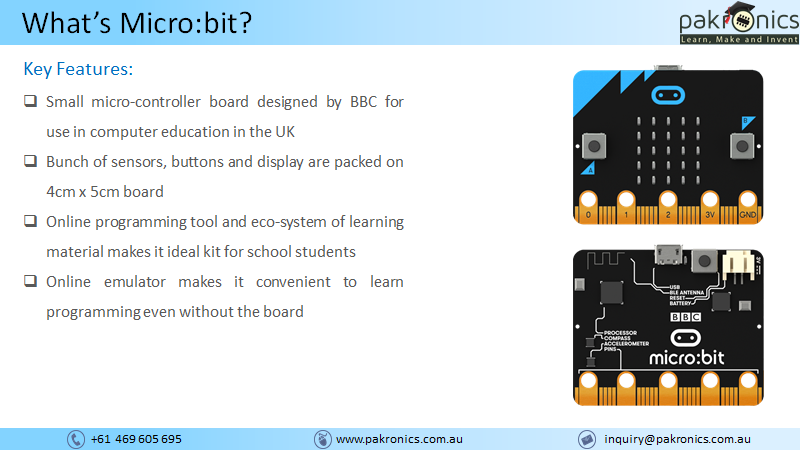 What's Micro:bit?
pakronics
Learn, Make and Invent
Key Features:
Small micro-controller board designed by BBC for
use in computer education in the UK
Bunch of sensors, buttons and display are packed on
4cm x 5cm board
Online programming tool and eco-system of learning
material makes it ideal kit for school students
Online emulator makes it convenient to learn
programming even without the board
B
A
0 1 2 3V GND
3V
USB
BLE ANTENNA
RESET
BATTERY
BBC
PROCESSOR
COMPASS
ACCELEROMETER
PINS
micro:bit
+61 469 605 695
www.pakronics.com.au
inquiry@pakronics.com.au